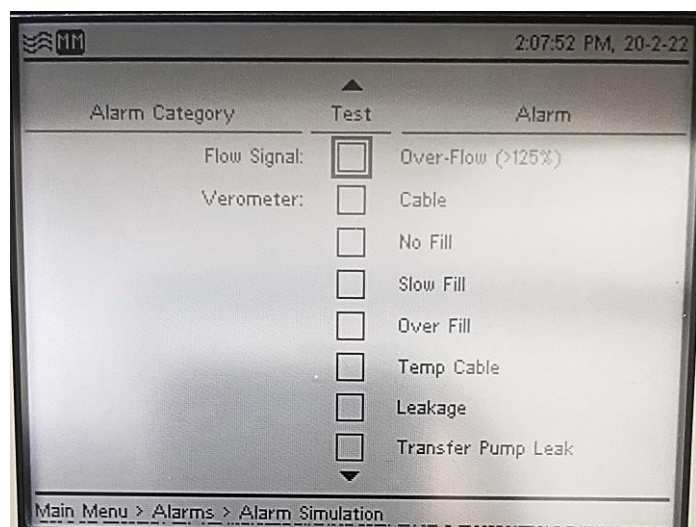 MM 2:07:52 PM, 20-2-22
Alarm Category Test Alarm
Flow Signal: Over-Flow (>125%)
Verometer: Cable
No Fill
Slow Fill
Over Fill
Temp Cable
Leakage
Transfer Pump Leak
Main Menu > Alarms > Alarm Simulation